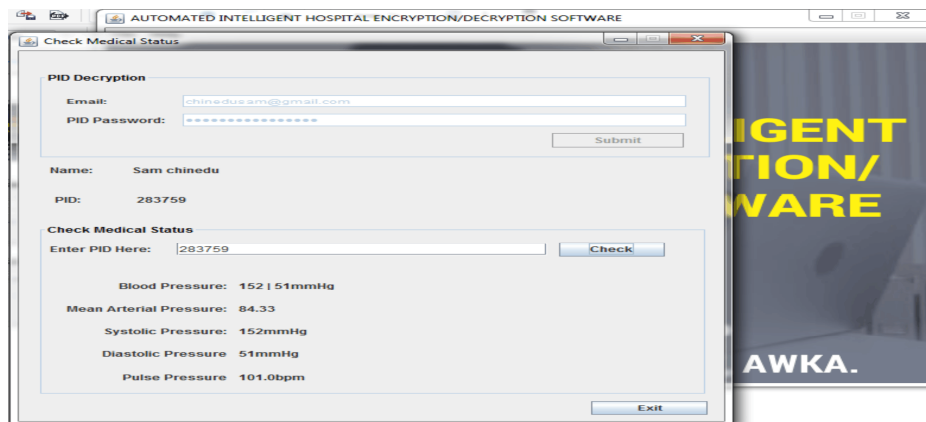 AUTOMATED INTELLIGENT HOSPITAL ENCRYPTION/DECRYPTION SOFTWARE
Check Medical Status
PID Decryption
Email: chinedussm@gmail.com
PID Password: ****************
Submit
Name: Sam chinedu
PID: 283759
Check Medical Status
Enter PID Here: 283759 Check
Blood Pressure: 152 | 51mmHg
Mean Arterial Pressure: 84.33
Systolic Pressure: 152mmHg
Diastolic Pressure 51mmHg
Pulse Pressure 101.0bpm
Exit
IGENT
TION/
WARE
AWKA.